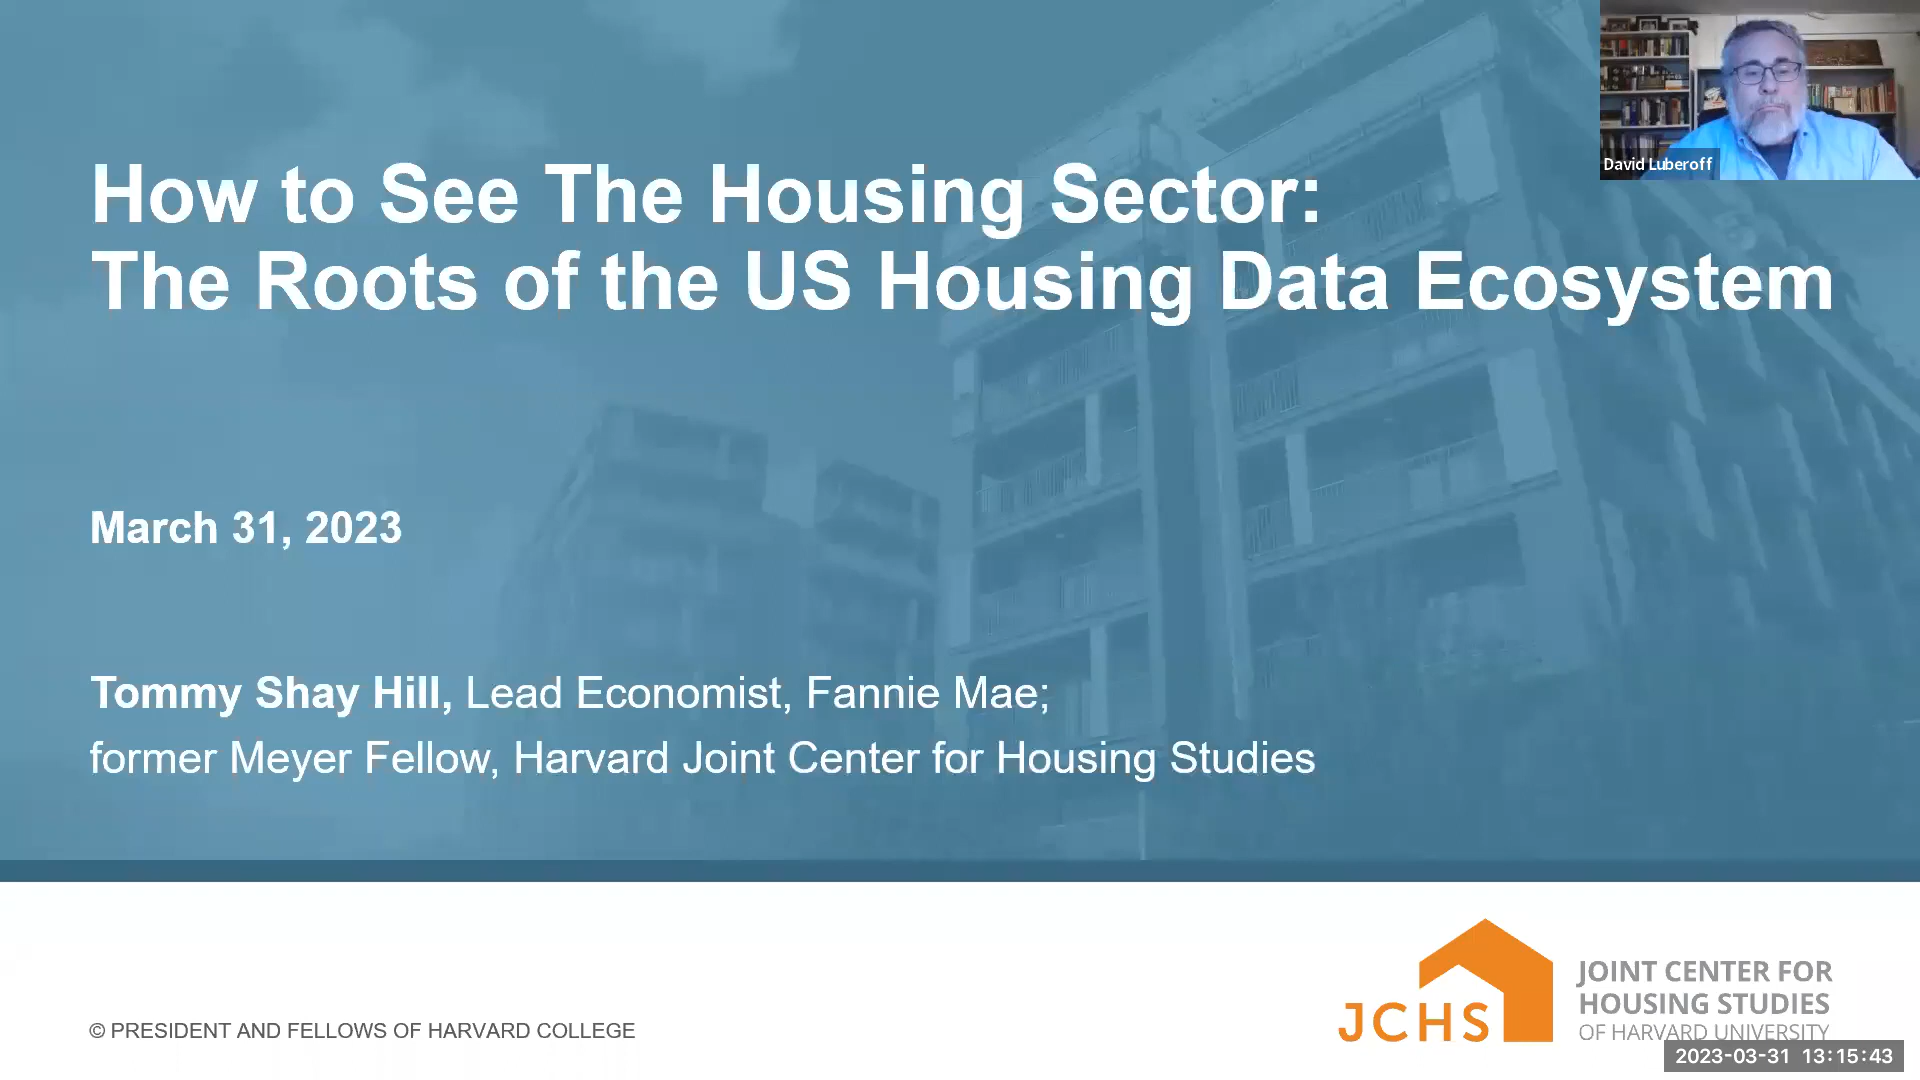 David Luberoff
How to See The Housing Sector:
The Roots of the US Housing Data Ecosystem
March 31, 2023
Tommy Shay Hill, Lead Economist, Fannie Mae;
former Meyer Fellow, Harvard Joint Center for Housing Studies
© PRESIDENT AND FELLOWS OF HARVARD COLLEGE
JCHS
JOINT CENTER FOR
HOUSING STUDIES
OF HARVARD UNIVERSITY
2023-03-31 13:15:43